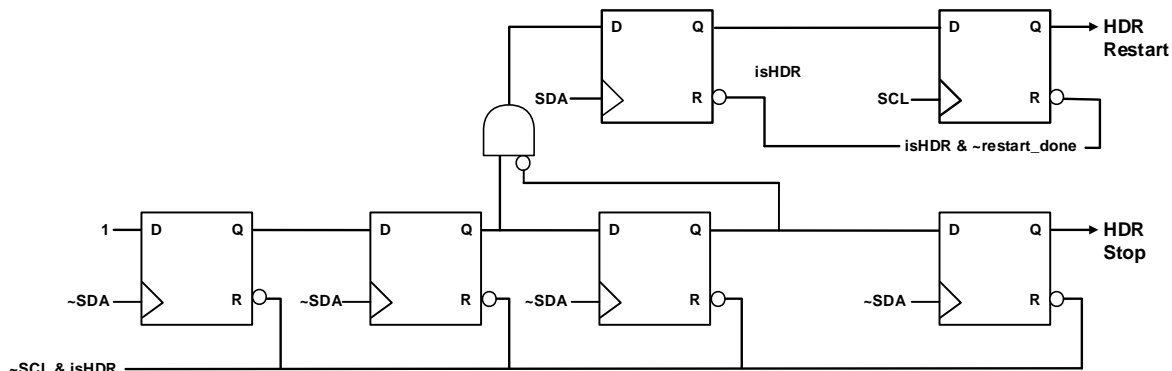 D Q D Q HDR
Restart
isHDR
SDA SCL
R R
isHDR & ~restart_done
1 D Q D Q D Q D Q HDR
Stop
~SDA R ~SDA R ~SDA R ~SDA R
~SCL & isHDR